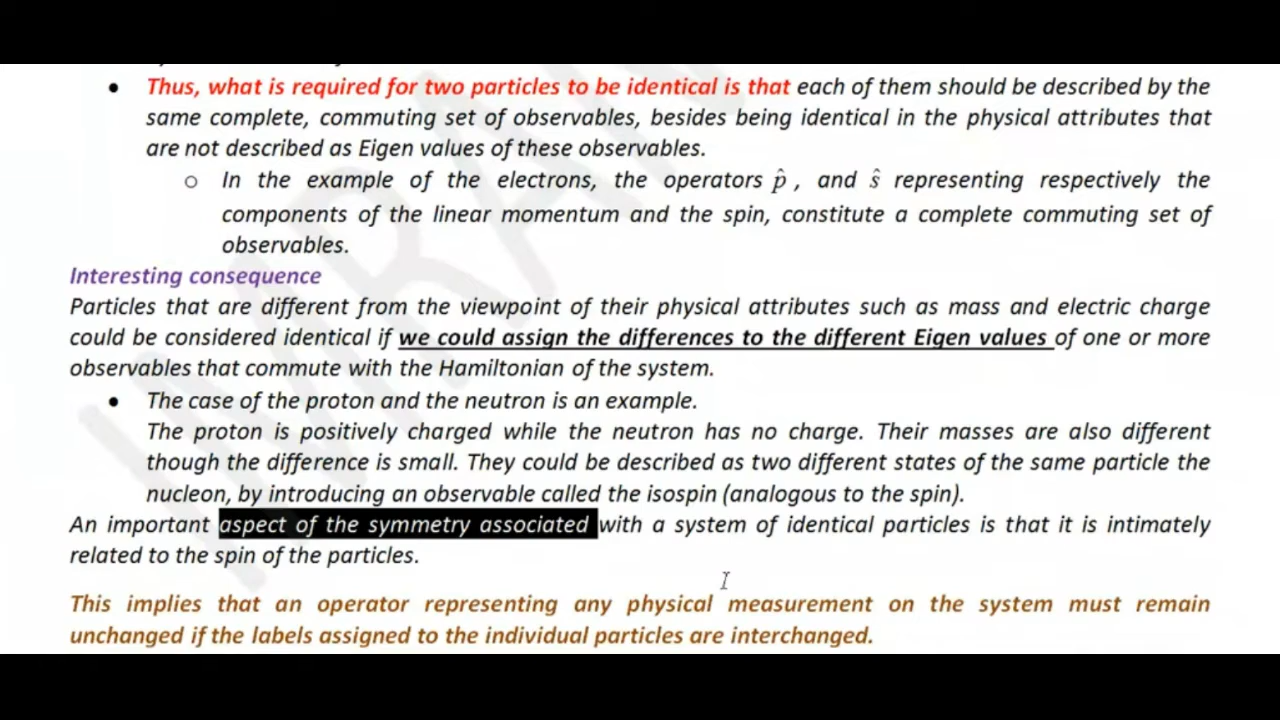 • Thus, what is required for two particles to be identical is that each of them should be described by the
same complete, commuting set of observables, besides being identical in the physical attributes that
are not described as Eigen values of these observables.
o In the example of the electrons, the operators p̂ , and ŝ representing respectively the
components of the linear momentum and the spin, constitute a complete commuting set of
observables.
Interesting consequence
Particles that are different from the viewpoint of their physical attributes such as mass and electric charge
could be considered identical if we could assign the differences to the different Eigen values of one or more
observables that commute with the Hamiltonian of the system.
• The case of the proton and the neutron is an example.
The proton is positively charged while the neutron has no charge. Their masses are also different
though the difference is small. They could be described as two different states of the same particle the
nucleon, by introducing an observable called the isospin (analogous to the spin).
An important aspect of the symmetry associated with a system of identical particles is that it is intimately
related to the spin of the particles.
This implies that an operator representing any physical measurement on the system must remain
unchanged if the labels assigned to the individual particles are interchanged.